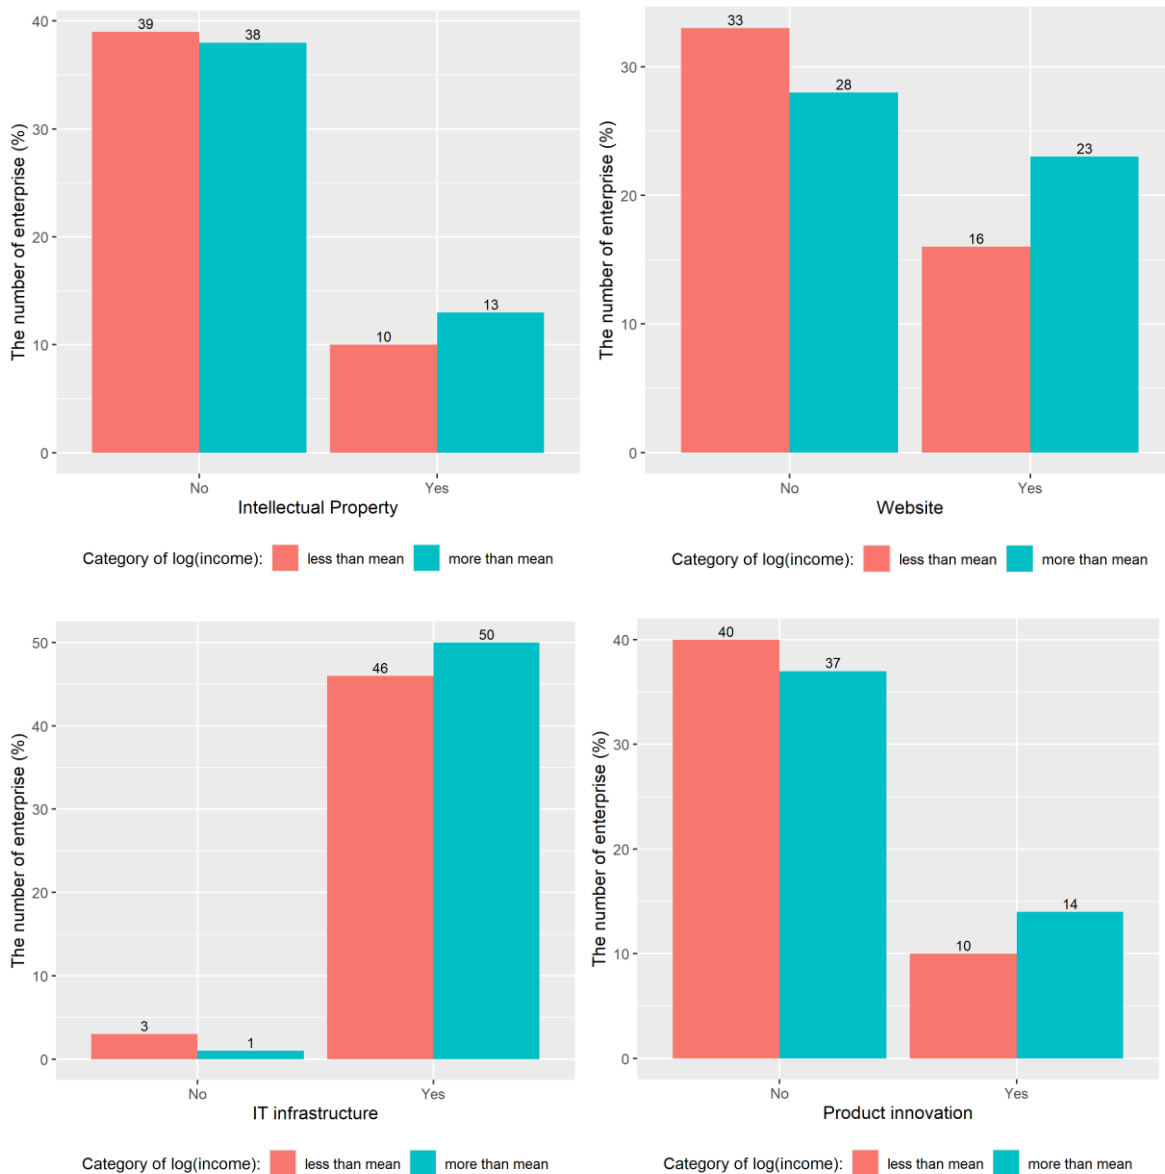 The number of enterprise (%)
40
30
20
10
0
39
38
10
13
No
Yes
Intellectual Property
Category of log(income): less than mean more than mean
The number of enterprise (%)
30
20
10
0
33
28
16
23
No
Yes
Website
Category of log(income): less than mean more than mean
The number of enterprise (%)
50
40
30
20
10
0
3
1
46
50
No
Yes
IT infrastructure
Category of log(income): less than mean more than mean
The number of enterprise (%)
40
30
20
10
0
40
37
10
14
No
Yes
Product innovation
Category of log(income): less than mean more than mean